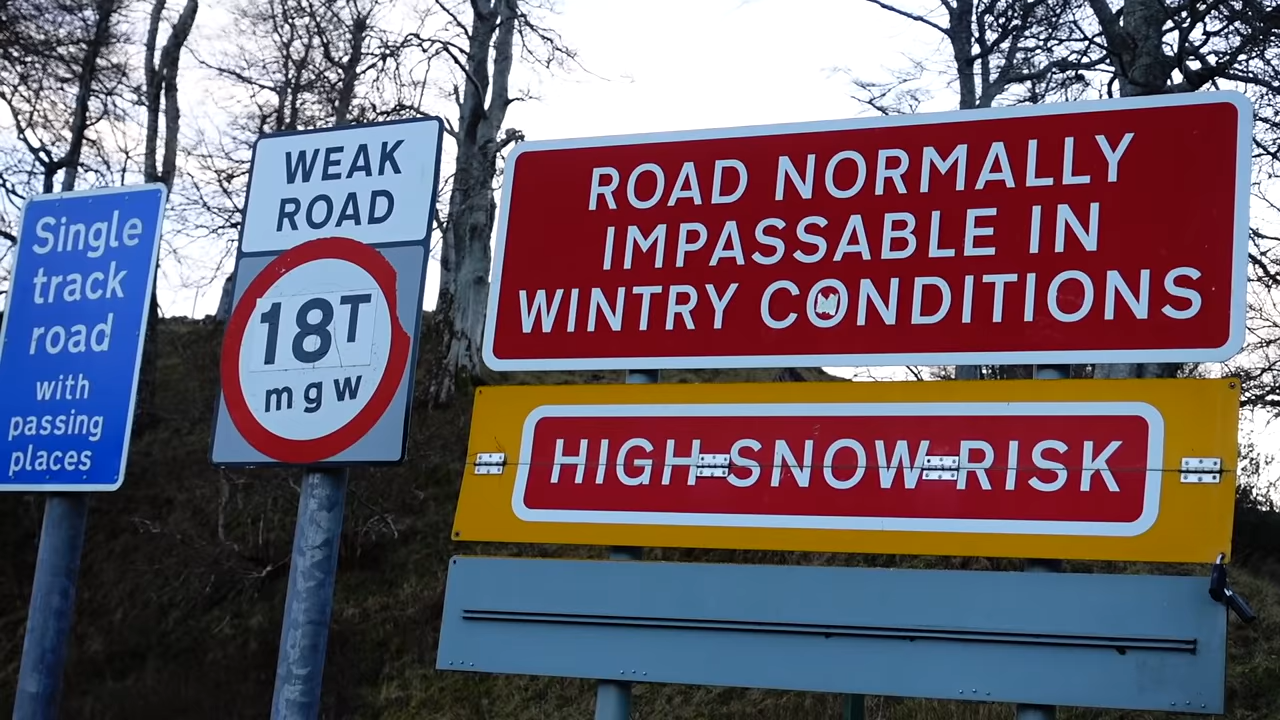 Single
track
road
with
passing
places
WEAK
ROAD
18T
mgw
ROAD NORMALLY
IMPASSABLE IN
WINTRY CONDITIONS
HIGH SNOW RISK